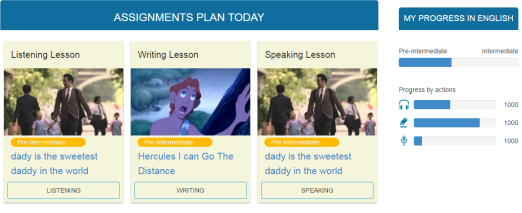 ASSIGNMENTS PLAN TODAY
Listening Lesson
Pre-Intermediate
dady is the sweetest
daddy in the world
LISTENING
Writing Lesson
Pre-Intermediate
Hercules I can Go The
Distance
WRITING
Speaking Lesson
Pre-Intermediate
dady is the sweetest
daddy in the world
SPEAKING
MY PROGRESS IN ENGLISH
Pre-Intermediate Intermediate
Progress by actions
1000
1000
1000